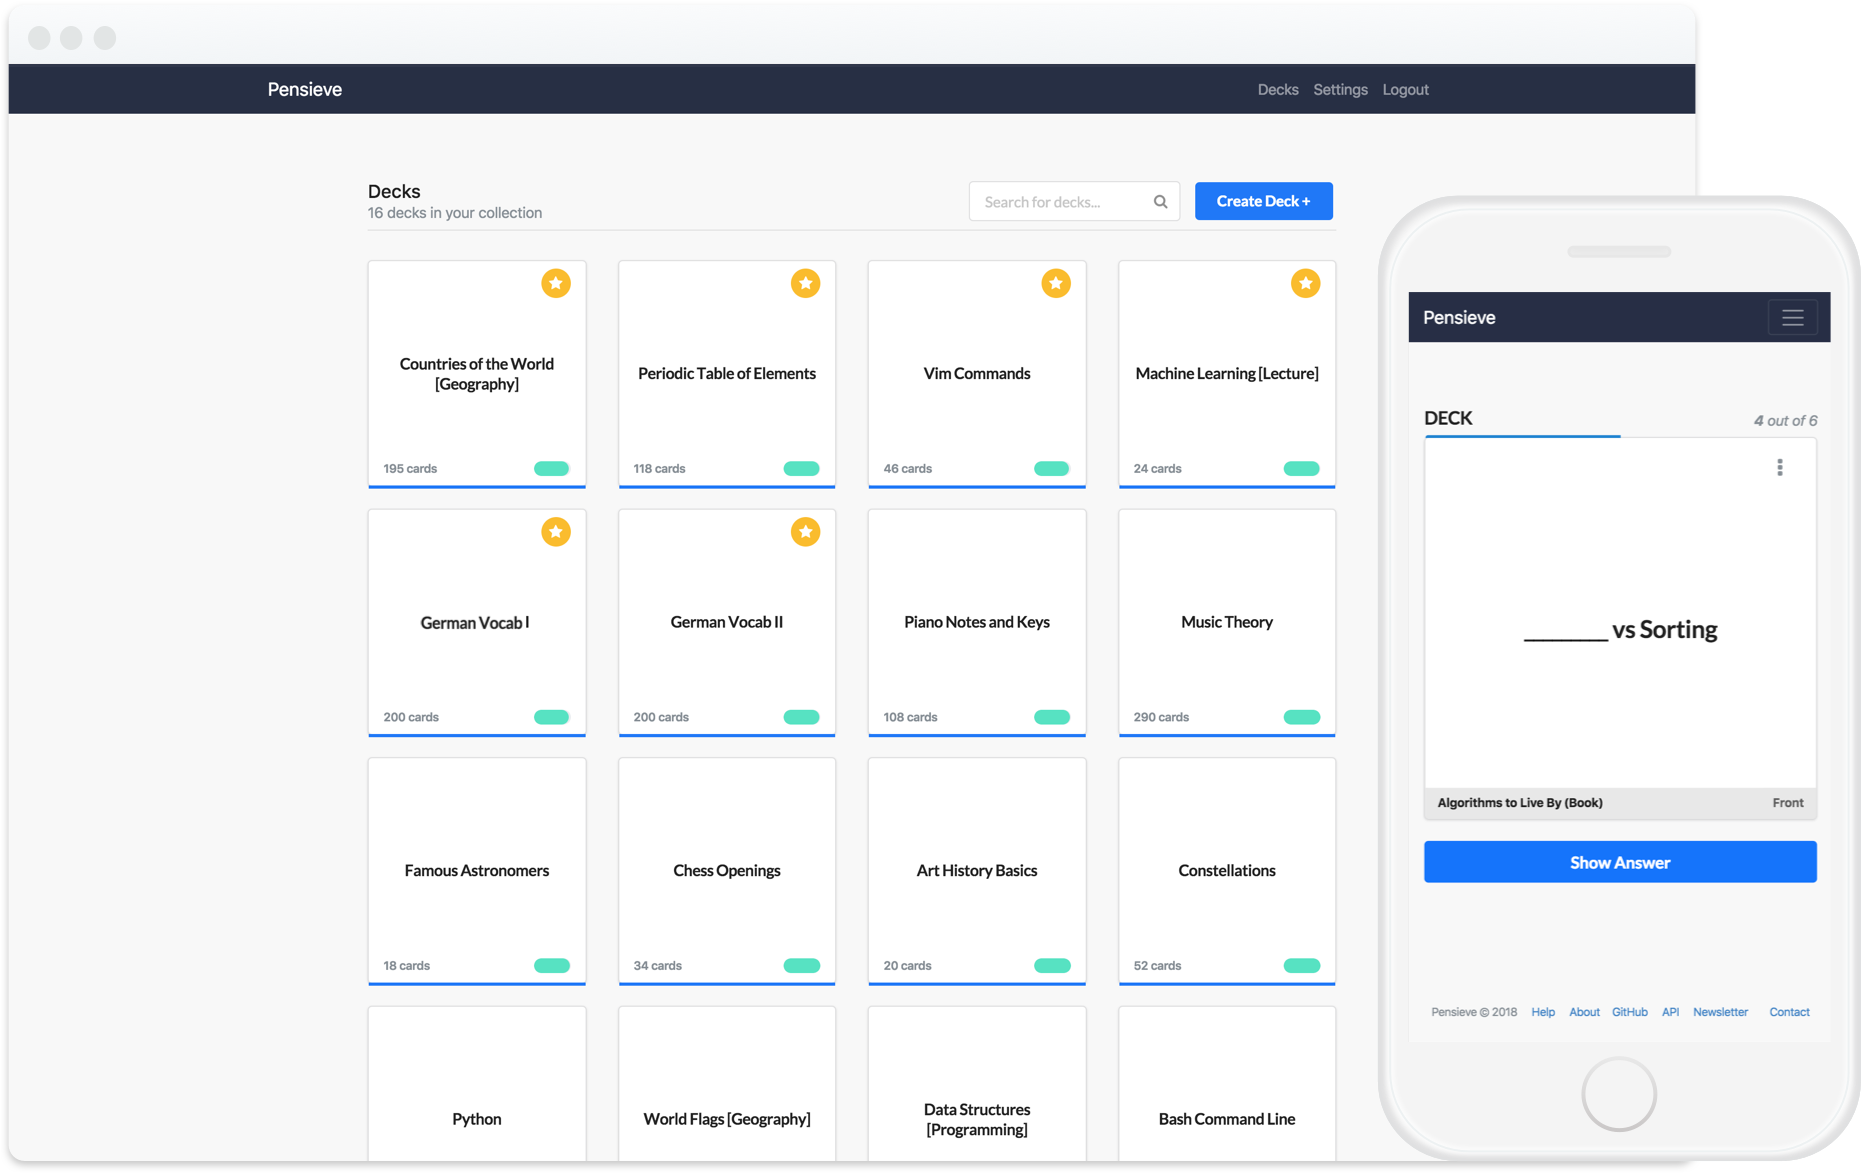 Pensieve
Decks Settings Logout
Decks
16 decks in your collection
Search for decks...
Create Deck +
Countries of the World
[Geography]
195 cards
Periodic Table of Elements
118 cards
Vim Commands
46 cards
Machine Learning [Lecture]
24 cards
German Vocab I
200 cards
German Vocab II
200 cards
Piano Notes and Keys
108 cards
Music Theory
290 cards
Famous Astronomers
18 cards
Chess Openings
34 cards
Art History Basics
20 cards
Constellations
52 cards
Python
World Flags [Geography]
Data Structures
[Programming]
Bash Command Line
Pensieve
DECK
4 out of 6
________ vs Sorting
Algorithms to Live By (Book)
Front
Show Answer
Pensieve © 2018 Help About GitHub API Newsletter Contact